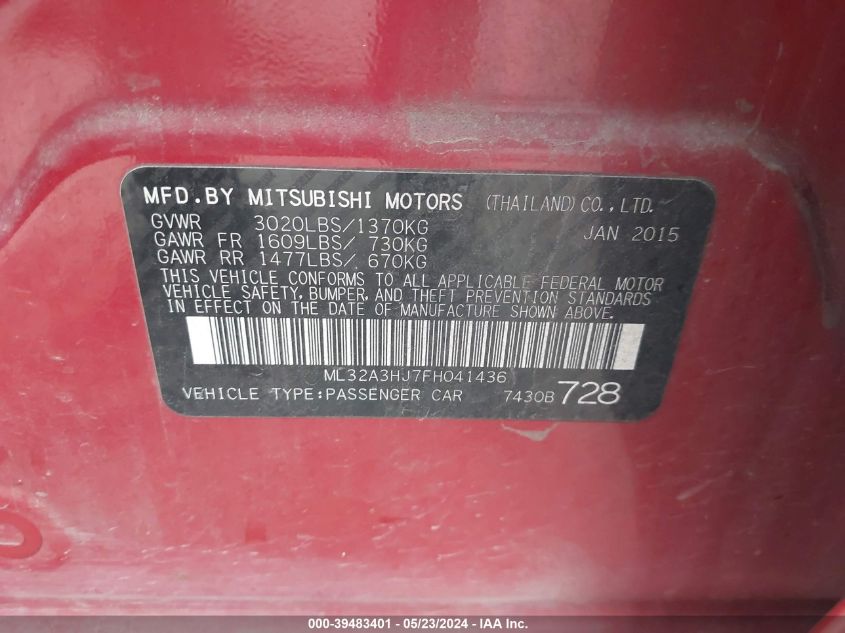 MFD.BY MITSUBISHI MOTORS (THAILAND)CO.,LTD.
GVWR 3020LBS/1370KG JAN 2015
GAWR FR 1609LBS/ 730KG
GAWR RR 1477LBS/ 670KG
THIS VEHICLE CONFORMS TO ALL APPLICABLE FEDERAL MOTOR
VEHICLE SAFETY, BUMPER, AND THEFT PREVENTION STANDARDS
IN EFFECT ON THE DATE OF MANUFACTURE SHOWN ABOVE.
ML32A3HJ7FH041436
VEHICLE TYPE:PASSENGER CAR 7430B 728
000-39483401 - 05/23/2024 - IAAI.com.